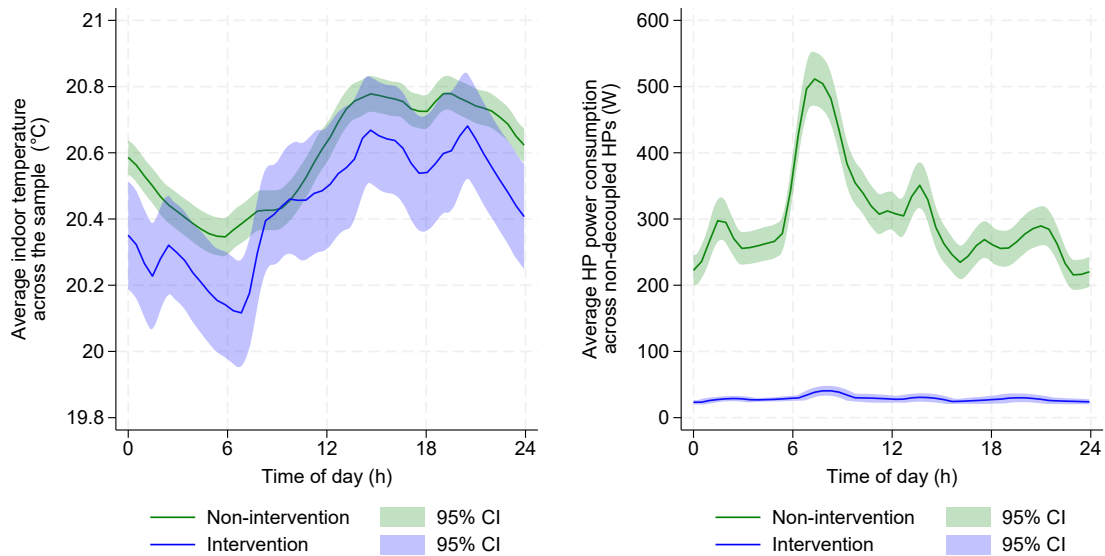 Average indoor temperature
across the sample  (°C)
21
20.8
20.6
20.4
20.2
20
19.8
0
6
12
18
24
Time of day (h)
Non-intervention
95% CI
Intervention
95% CI
Average HP power consumption
across non-decoupled HPs (W)
600
500
400
300
200
100
0
0
6
12
18
24
Time of day (h)
Non-intervention
95% CI
Intervention
95% CI